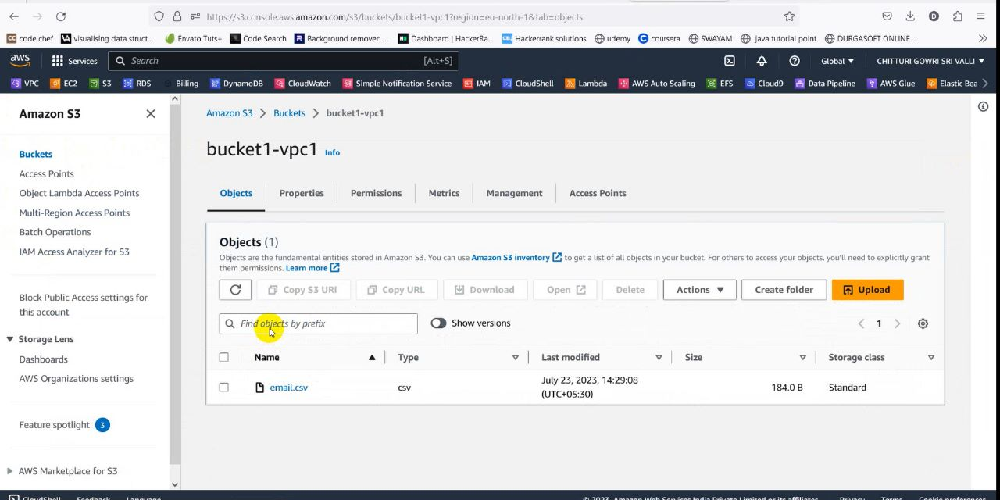 https://s3.console.aws.amazon.com/s3/buckets/bucket1-vpc1?region=eu-north-1&tab=objects
code chef visualising data struct... Envato Tuts+ Code Search Background remover: ... Dashboard | HackerRa... Hackerrank solutions udemy coursera SWAYAM java tutorial point DURGASOFT ONLINE ...
aws Services Search [Alt+S] Global CHITTURI GOWRI SRI VALLI
VPC EC2 S3 RDS Billing DynamoDB CloudWatch Simple Notification Service IAM CloudShell Lambda AWS Auto Scaling EFS Cloud9 Data Pipeline AWS Glue Elastic Bea
Amazon S3
Buckets
Access Points
Object Lambda Access Points
Multi-Region Access Points
Batch Operations
IAM Access Analyzer for S3
Block Public Access settings for
this account
Storage Lens
Dashboards
AWS Organizations settings
Feature spotlight 3
AWS Marketplace for S3
Amazon S3 Buckets bucket1-vpc1
bucket1-vpc1 Info
Objects Properties Permissions Metrics Management Access Points
Objects (1)
Objects are the fundamental entities stored in Amazon S3. You can use Amazon S3 inventory to get a list of all objects in your bucket. For others to access your objects, you'll need to explicitly grant
them permissions. Learn more
Copy S3 URI Copy URL Download Open Delete Actions Create folder Upload
Find objects by prefix Show versions 1
Name Type Last modified Size Storage class
email.csv csv July 23, 2023, 14:29:08 184.0 B Standard
(UTC+05:30)
CloudShell Feedback Language © 2023, Amazon Web Services India Private Limited or its affiliates. Privacy Terms Cookie preferences